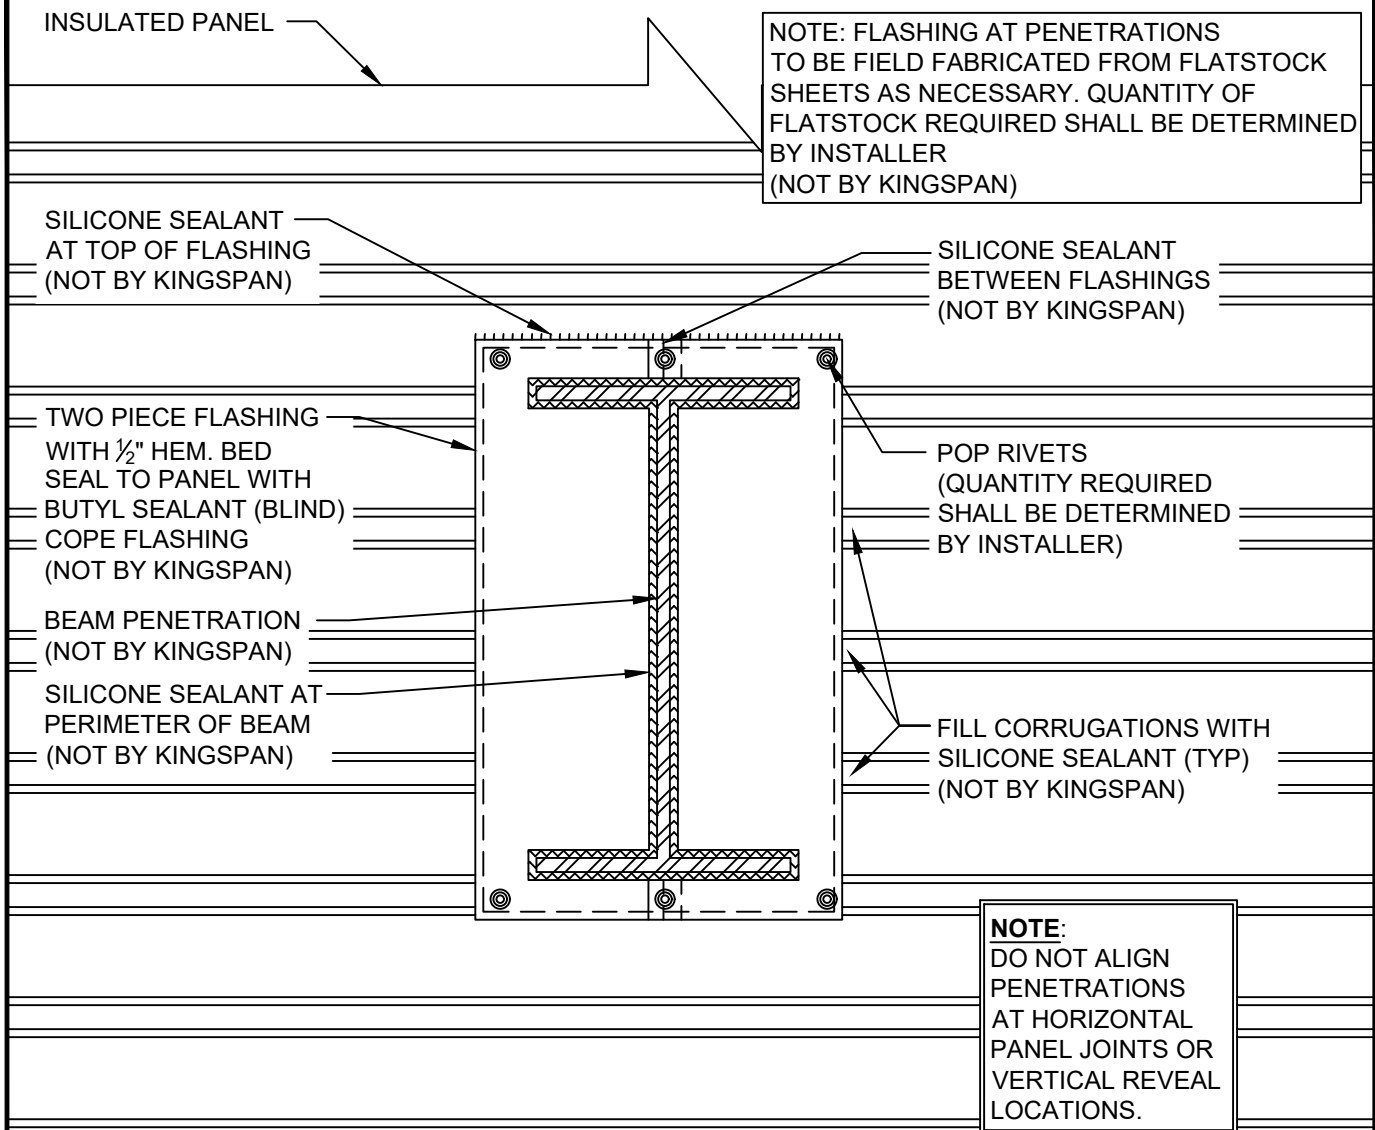 INSULATED PANEL
NOTE: FLASHING AT PENETRATIONS
TO BE FIELD FABRICATED FROM FLATSTOCK
SHEETS AS NECESSARY. QUANTITY OF
FLATSTOCK REQUIRED SHALL BE DETERMINED
BY INSTALLER
(NOT BY KINGSPAN)
SILICONE SEALANT
AT TOP OF FLASHING
(NOT BY KINGSPAN)
SILICONE SEALANT
BETWEEN FLASHINGS
(NOT BY KINGSPAN)
TWO PIECE FLASHING
WITH ½" HEM. BED
SEAL TO PANEL WITH
BUTYL SEALANT (BLIND)
COPE FLASHING
(NOT BY KINGSPAN)
POP RIVETS
(QUANTITY REQUIRED
SHALL BE DETERMINED
BY INSTALLER)
BEAM PENETRATION
(NOT BY KINGSPAN)
SILICONE SEALANT AT
PERIMETER OF BEAM
(NOT BY KINGSPAN)
FILL CORRUGATIONS WITH
SILICONE SEALANT (TYP)
(NOT BY KINGSPAN)
NOTE:
DO NOT ALIGN
PENETRATIONS
AT HORIZONTAL
PANEL JOINTS OR
VERTICAL REVEAL
LOCATIONS.